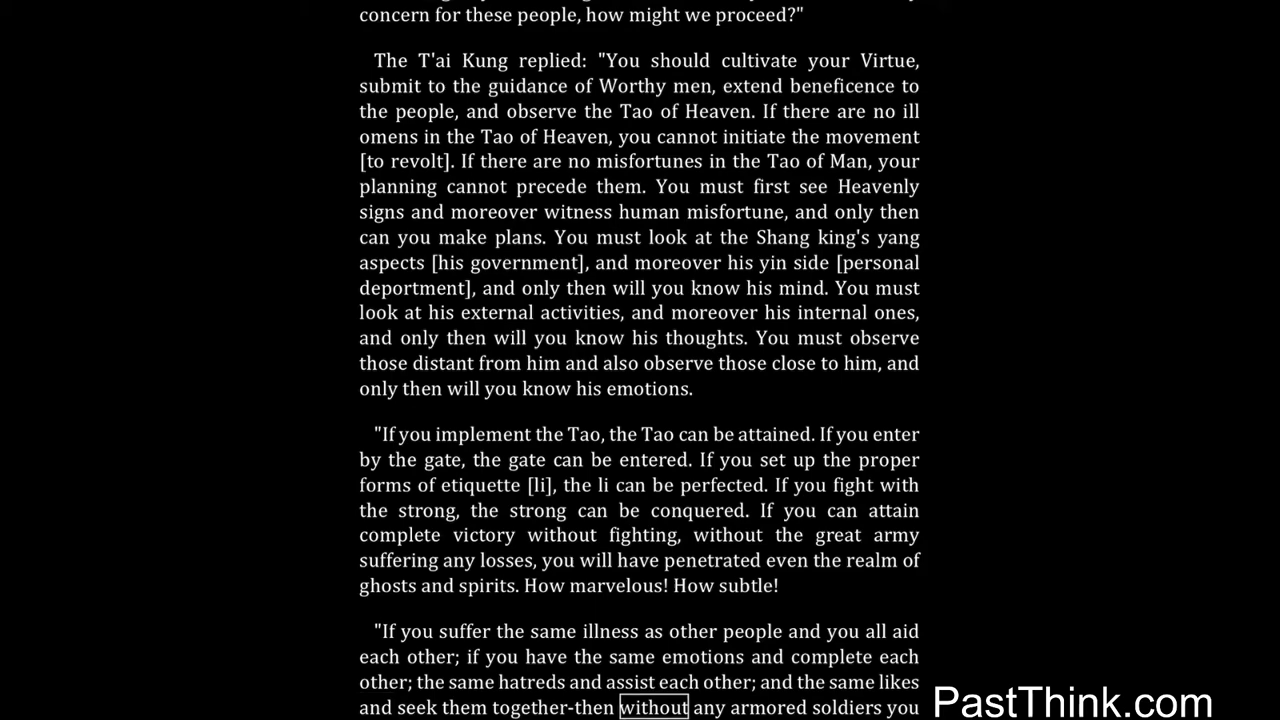 concern for these people, how might we proceed?"
The T'ai Kung replied: "You should cultivate your Virtue,
submit to the guidance of Worthy men, extend beneficence to
the people, and observe the Tao of Heaven. If there are no ill
omens in the Tao of Heaven, you cannot initiate the movement
[to revolt]. If there are no misfortunes in the Tao of Man, your
planning cannot precede them. You must first see Heavenly
signs and moreover witness human misfortune, and only then
can you make plans. You must look at the Shang king's yang
aspects [his government], and moreover his yin side [personal
deportment], and only then will you know his mind. You must
look at his external activities, and moreover his internal ones,
and only then will you know his thoughts. You must observe
those distant from him and also observe those close to him, and
only then will you know his emotions.
"If you implement the Tao, the Tao can be attained. If you enter
by the gate, the gate can be entered. If you set up the proper
forms of etiquette [li], the li can be perfected. If you fight with
the strong, the strong can be conquered. If you can attain
complete victory without fighting, without the great army
suffering any losses, you will have penetrated even the realm of
ghosts and spirits. How marvelous! How subtle!
"If you suffer the same illness as other people and you all aid
each other; if you have the same emotions and complete each
other; the same hatreds and assist each other; and the same likes
and seek them together-then without any armored soldiers you
PastThink.com